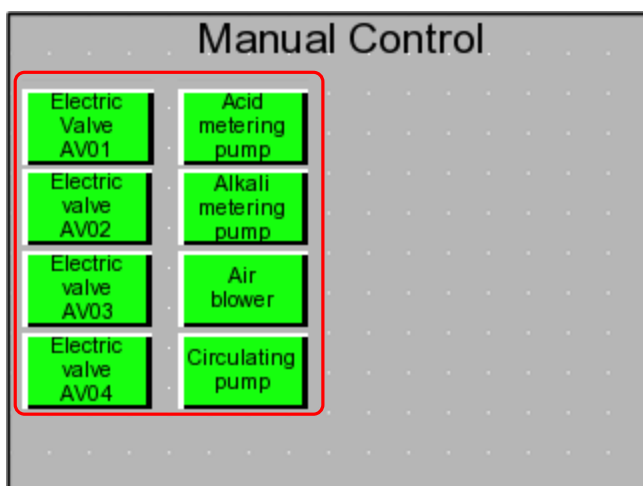 Manual Control
Electric
Valve
AV01
Acid
metering
pump
Electric
valve
AV02
Alkali
metering
pump
Electric
valve
AV03
Air
blower
Electric
valve
AV04
Circulating
pump